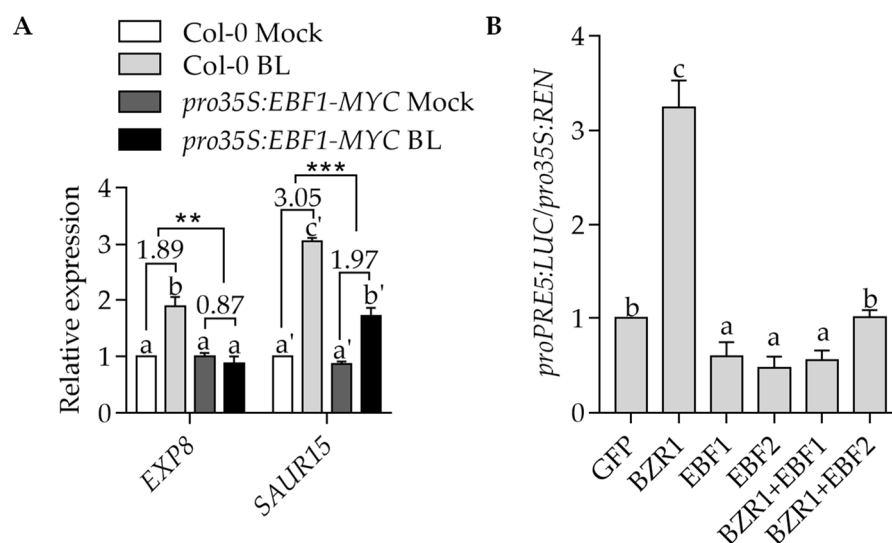 A
Col-0 Mock
Col-0 BL
pro35S:EBF1-MYC Mock
pro35S:EBF1-MYC BL
Relative expression
4
3
2
1
0
**
1.89
0.87
a
b
a
a
***
3.05
1.97
a'
c'
a'
b'
EXP8
SAUR15
B
proPRE5:LUC/pro35S:REN
4
3
2
1
0
b
c
a
a
a
b
GFP
BZR1
EBF1
EBF2
BZR1+EBF1
BZR1+EBF2